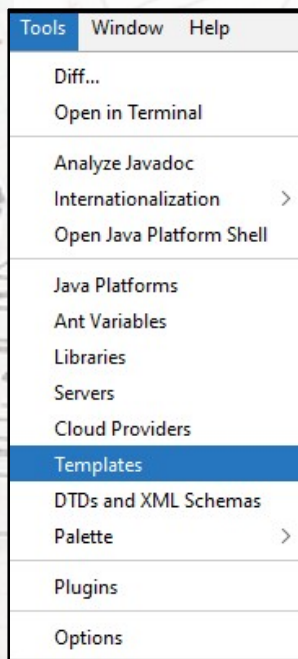 Tools Window Help
Diff...
Open in Terminal
Analyze Javadoc
Internationalization
Open Java Platform Shell
Java Platforms
Ant Variables
Libraries
Servers
Cloud Providers
Templates
DTDs and XML Schemas
Palette
Plugins
Options